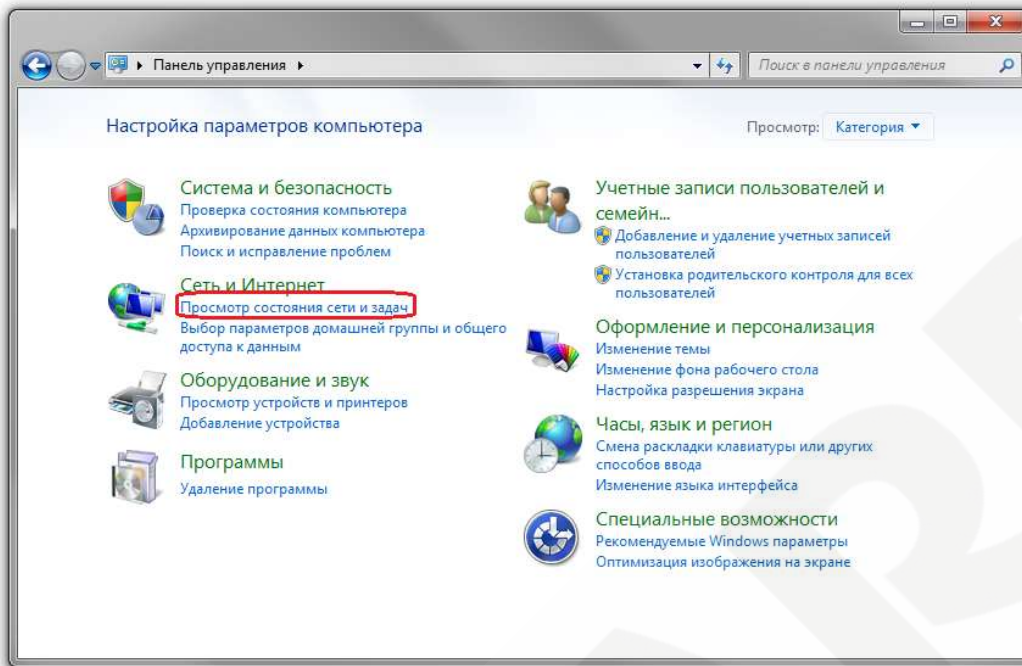 Панель управления
Поиск в панели управления
Настройка параметров компьютера
Просмотр: Категория
Система и безопасность
Проверка состояния компьютера
Архивирование данных компьютера
Поиск и исправление проблем
Сеть и Интернет
Просмотр состояния сети и задач
Выбор параметров домашней группы и общего
доступа к данным
Оборудование и звук
Просмотр устройств и принтеров
Добавление устройства
Программы
Удаление программы
Учетные записи пользователей и
семейн...
Добавление и удаление учетных записей
пользователей
Установка родительского контроля для всех
пользователей
Оформление и персонализация
Изменение темы
Изменение фона рабочего стола
Настройка разрешения экрана
Часы, язык и регион
Смена раскладки клавиатуры или других
способов ввода
Изменение языка интерфейса
Специальные возможности
Рекомендуемые Windows параметры
Оптимизация изображения на экране